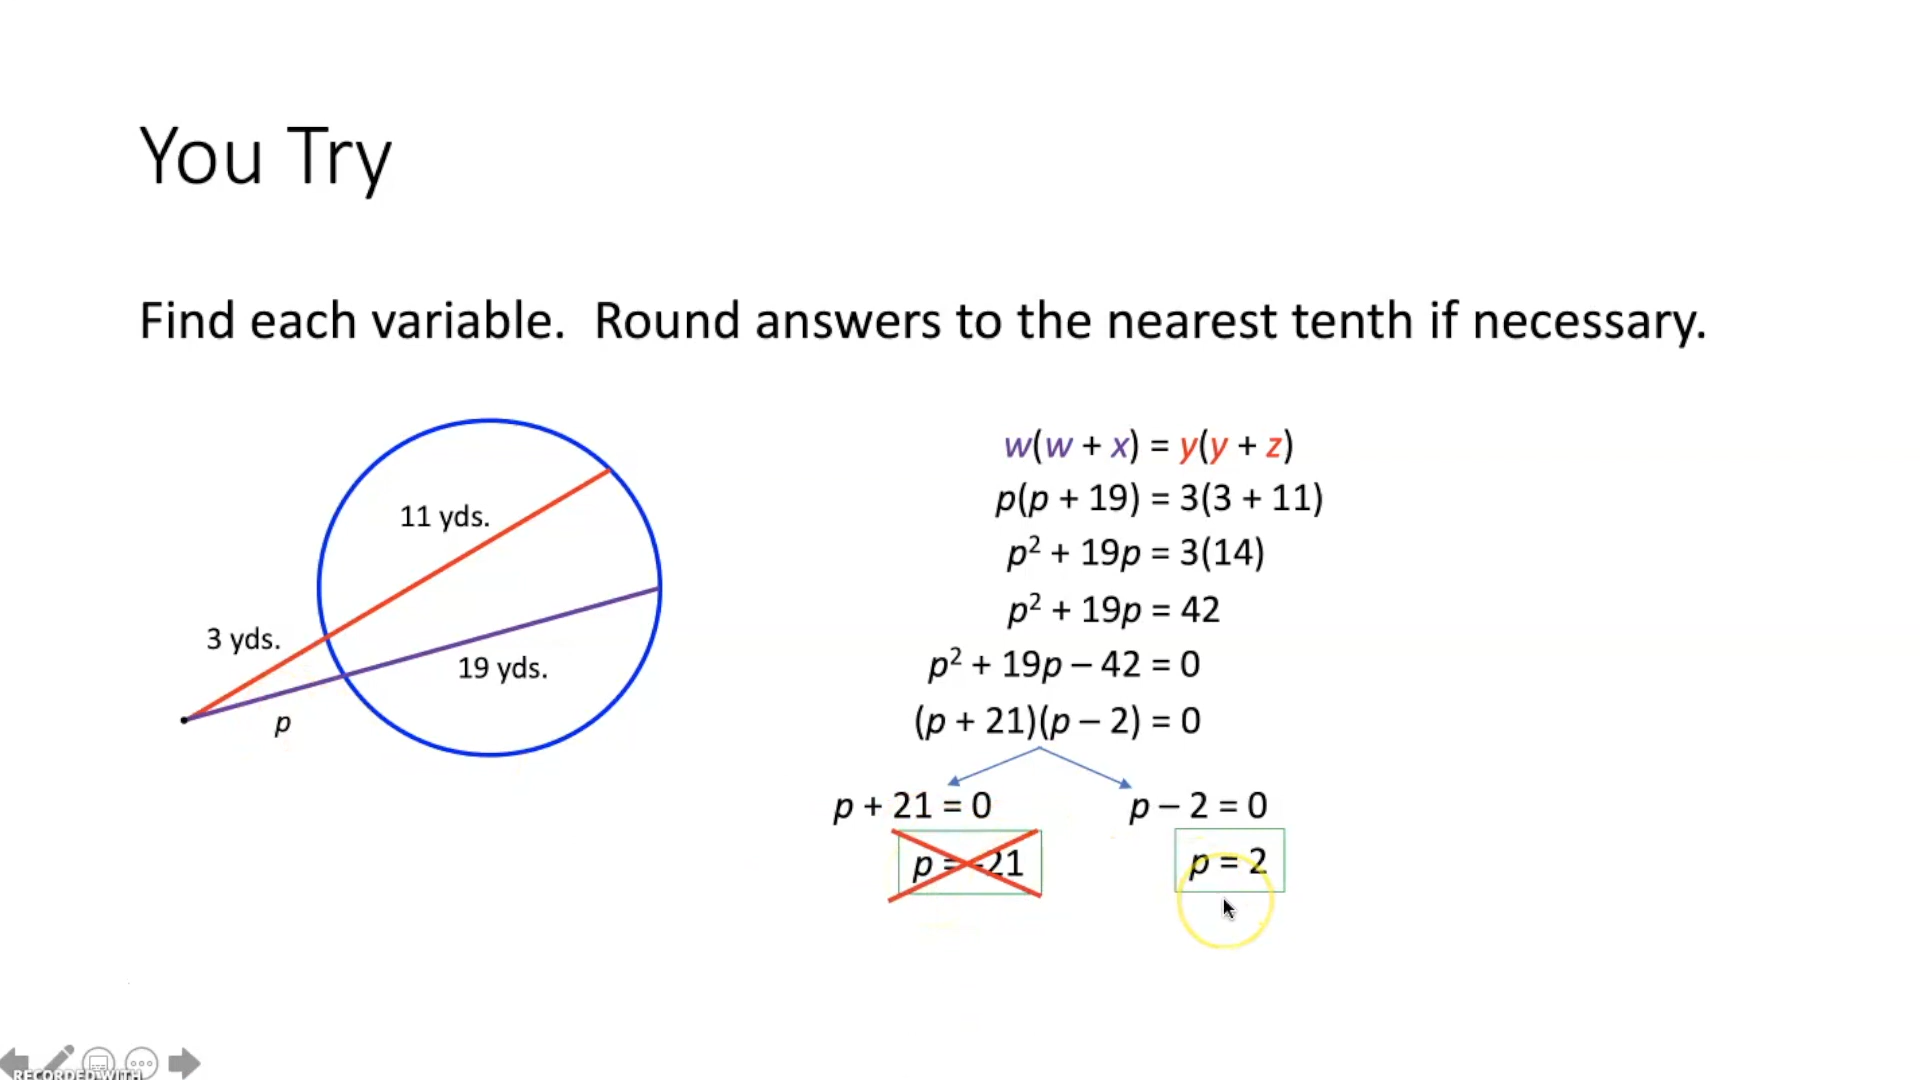 You Try
Find each variable. Round answers to the nearest tenth if necessary.
11 yds.
3 yds.
19 yds.
p
w(w + x) = y(y + z)
p(p + 19) = 3(3 + 11)
p² + 19p = 3(14)
p² + 19p = 42
p² + 19p – 42 = 0
(p + 21)(p – 2) = 0
p + 21 = 0
p – 2 = 0
p = –21
p = 2
RECORDED WITH